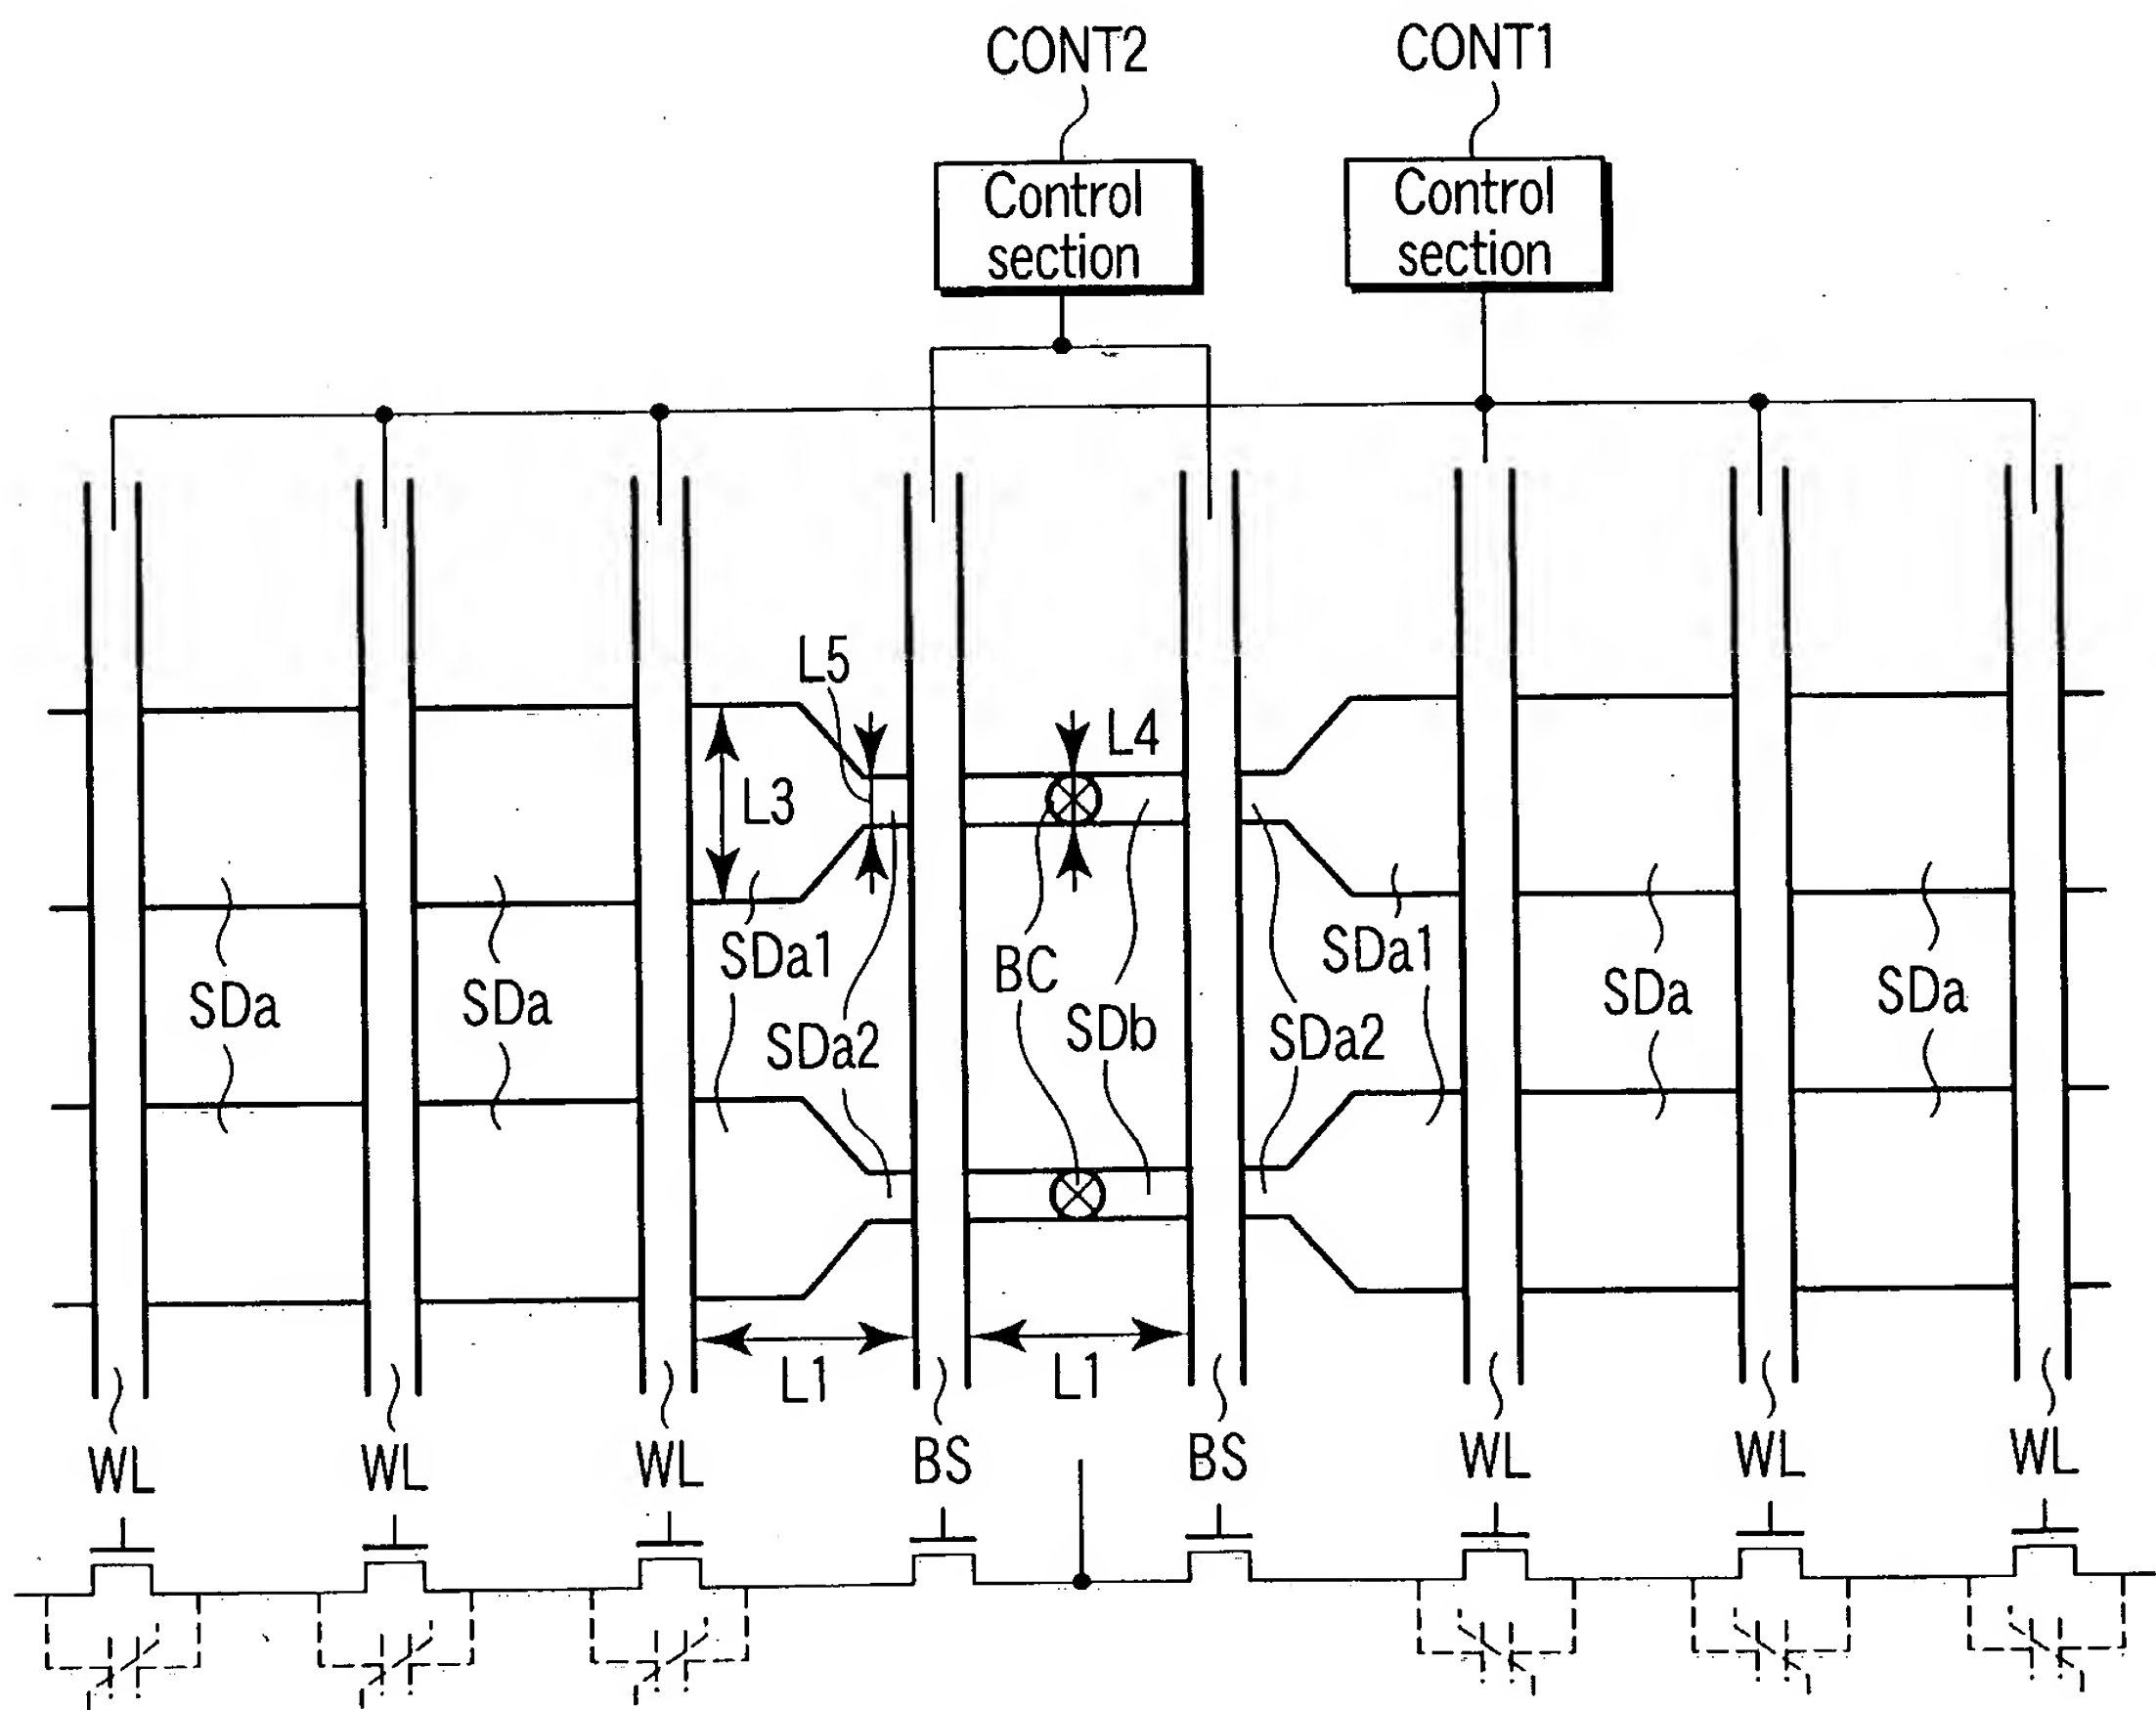 CONT2
CONT1
Control
section
Control
section
L5
L4
L3
SDa1
BC
SDa1
SDa
SDa
SDa2
SDb
SDa2
SDa
SDa
L1
L1
WL
WL
WL
BS
BS
WL
WL
WL